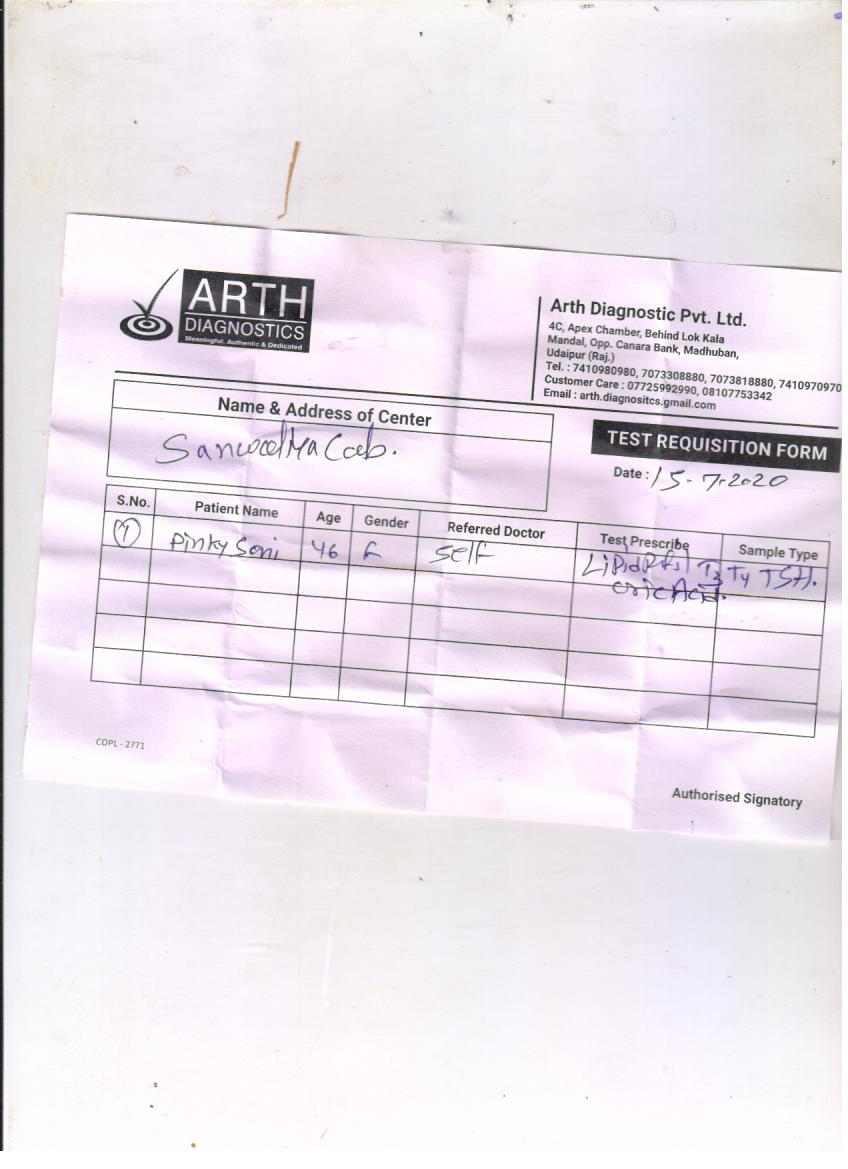 ARTH
DIAGNOSTICS
Meaningful, Authentic & Dedicated
Arth Diagnostic Pvt. Ltd.
4C, Apex Chamber, Behind Lok Kala
Mandal, Opp. Canara Bank, Madhuban,
Udaipur (Raj.)
Tel. : 7410980980, 7073308880, 7073818880, 7410970970
Customer Care : 07725992990, 08107753342
Email : arth.diagnositcs.gmail.com
Name & Address of Center
TEST REQUISITION FORM
Date : 15-7-2020
S.No. Patient Name Age Gender Referred Doctor Test Prescribe Sample Type
1 Pinky Soni 46 F Self Lipid T3 T4 TSH.
Acid.
COPL - 2771
Authorised Signatory